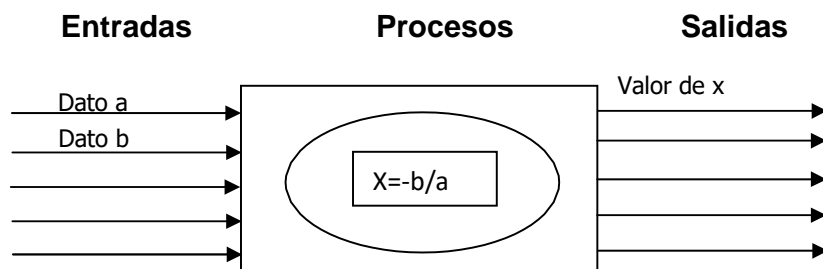 Entradas Procesos Salidas
Dato a
Valor de x
Dato b
X=-b/a